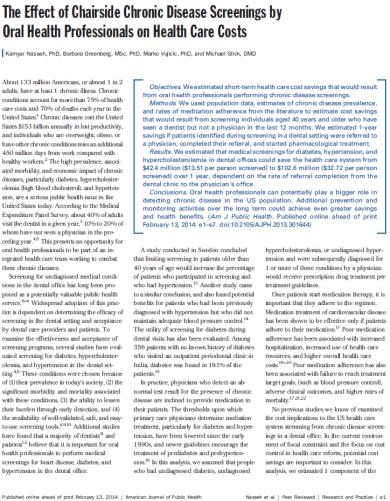 The Effect of Chairside Chronic Disease Screenings by
Oral Health Professionals on Health Care Costs
Kamyar Nasseh, PhD, Barbara Greenberg, MSc, PhD, Marko Vujicic, PhD, and Michael Glick, DMD
About 133 million Americans, or almost 1 in 2
adults, have at least 1 chronic illness. Chronic
conditions account for more than 75% of health
care costs and 70% of deaths each year in the
United States.¹ Chronic diseases cost the United
States $153 billion annually in lost productivity,
and individuals who are overweight, obese, or
have other chronic conditions miss an additional
450 million days from work compared with
healthy workers.² The high prevalence, associ-
ated morbidity, and economic impact of chronic
diseases, particularly diabetes, hypercholester-
olemia (high blood cholesterol), and hyperten-
sion, are a serious public health issue in the
United States today. According to the Medical
Expenditure Panel Survey, about 40% of adults
visit the dentist in a given year,³ 10% to 20% of
whom have not seen a physician in the pre-
ceding year. This presents an opportunity for
oral health professionals to be part of an in-
tegrated health care team working to combat
these chronic diseases.
Screening for undiagnosed medical condi-
tions in the dental office has long been pro-
posed as a potentially valuable public health
service. Widespread adoption of this prac-
tice is dependent on determining the efficacy of
screening in the dental setting and acceptance
by dental care providers and patients. To
examine the effectiveness and acceptance of
screening programs, several studies have eval-
uated screening for diabetes, hypercholester-
olemia, and hypertension in the dental set-
ting. These conditions were chosen because
of (1) their prevalence in today's society, (2) the
significant morbidity and mortality associated
with these conditions, (3) the ability to lessen
their burden through early detection, and (4)
the availability of well-validated, safe, and easy-
to-use screening tools. Additional studies
have found that a majority of dentists and
patients believe that it is important for oral
health professionals to perform medical
screenings for heart disease, diabetes, and
hypertension in the dental office.
Objectives. We estimated short-term health care cost savings that would result
from oral health professionals performing chronic disease screenings.
Methods. We used population data, estimates of chronic disease prevalence,
and rates of medication adherence from the literature to estimate cost savings
that would result from screening individuals aged 40 years and older who have
seen a dentist but not a physician in the last 12 months. We estimated 1-year
savings if patients identified during screening in a dental setting were referred to
a physician, completed their referral, and started pharmacological treatment.
Results. We estimated that medical screenings for diabetes, hypertension, and
hypercholesterolemia in dental offices could save the health care system from
$42.4 million ($13.51 per person screened) to $102.6 million ($32.72 per person
screened) over 1 year, dependent on the rate of referral completion from the
dental clinic to the physician's office.
Conclusions. Oral health professionals can potentially play a bigger role in
detecting chronic disease in the US population. Additional prevention and
monitoring activities over the long term could achieve even greater savings
and health benefits. (Am J Public Health. Published online ahead of print
February 13, 2014: e1–e7. doi:10.2105/AJPH.2013.301644)
A study conducted in Sweden concluded
that limiting screening to patients older than
40 years of age would increase the percentage
of patients who participated in screening and
who had hypertension. Another study came
to a similar conclusion, and also found potential
benefits for patients who had been previously
diagnosed with hypertension but who did not
maintain adequate blood pressure control.
The utility of screening for diabetes during
dental visits has also been evaluated. Among
356 patients with no known history of diabetes
who visited an outpatient periodontal clinic in
India, diabetes was found in 19.1% of the
patients.
In practice, physicians who detect an ab-
normal test result for the presence of chronic
disease are inclined to provide medication to
their patients. The thresholds upon which
primary care physicians determine medication
treatment, particularly for diabetes and hyper-
tension, have been lowered since the early
1990s, and newer guidelines encourage the
treatment of prediabetes and prehyperten-
sion. In this analysis, we assumed that people
who had undiagnosed diabetes, undiagnosed
hypercholesterolemia, or undiagnosed hyper-
tension and were subsequently diagnosed for
1 or more of these conditions by a physician
would receive prescription drug treatment per
treatment guidelines.
Once patients start medication therapy, it is
important that they adhere to their regimen.
Medication treatment of cardiovascular disease
has been shown to be effective only if patients
adhere to their medication. Poor medication
adherence has been associated with increased
hospitalization, increased use of health care
resources, and higher overall health care
costs. Poor medication adherence has also
been associated with failure to reach treatment
target goals, (such as blood pressure control),
adverse clinical outcomes, and higher rates of
mortality.
No previous studies we know of examined
the cost implications to the US health care
system stemming from chronic disease screen-
ings in a dental office. In the current environ-
ment of fiscal constraint and the focus on cost
control in health care reform, potential cost
savings are important to consider. In this
analysis, we estimated 1 component of the
Published online ahead of print February 13, 2014 | American Journal of Public Health
Nasseh et al. | Peer Reviewed | Research and Practice | e1